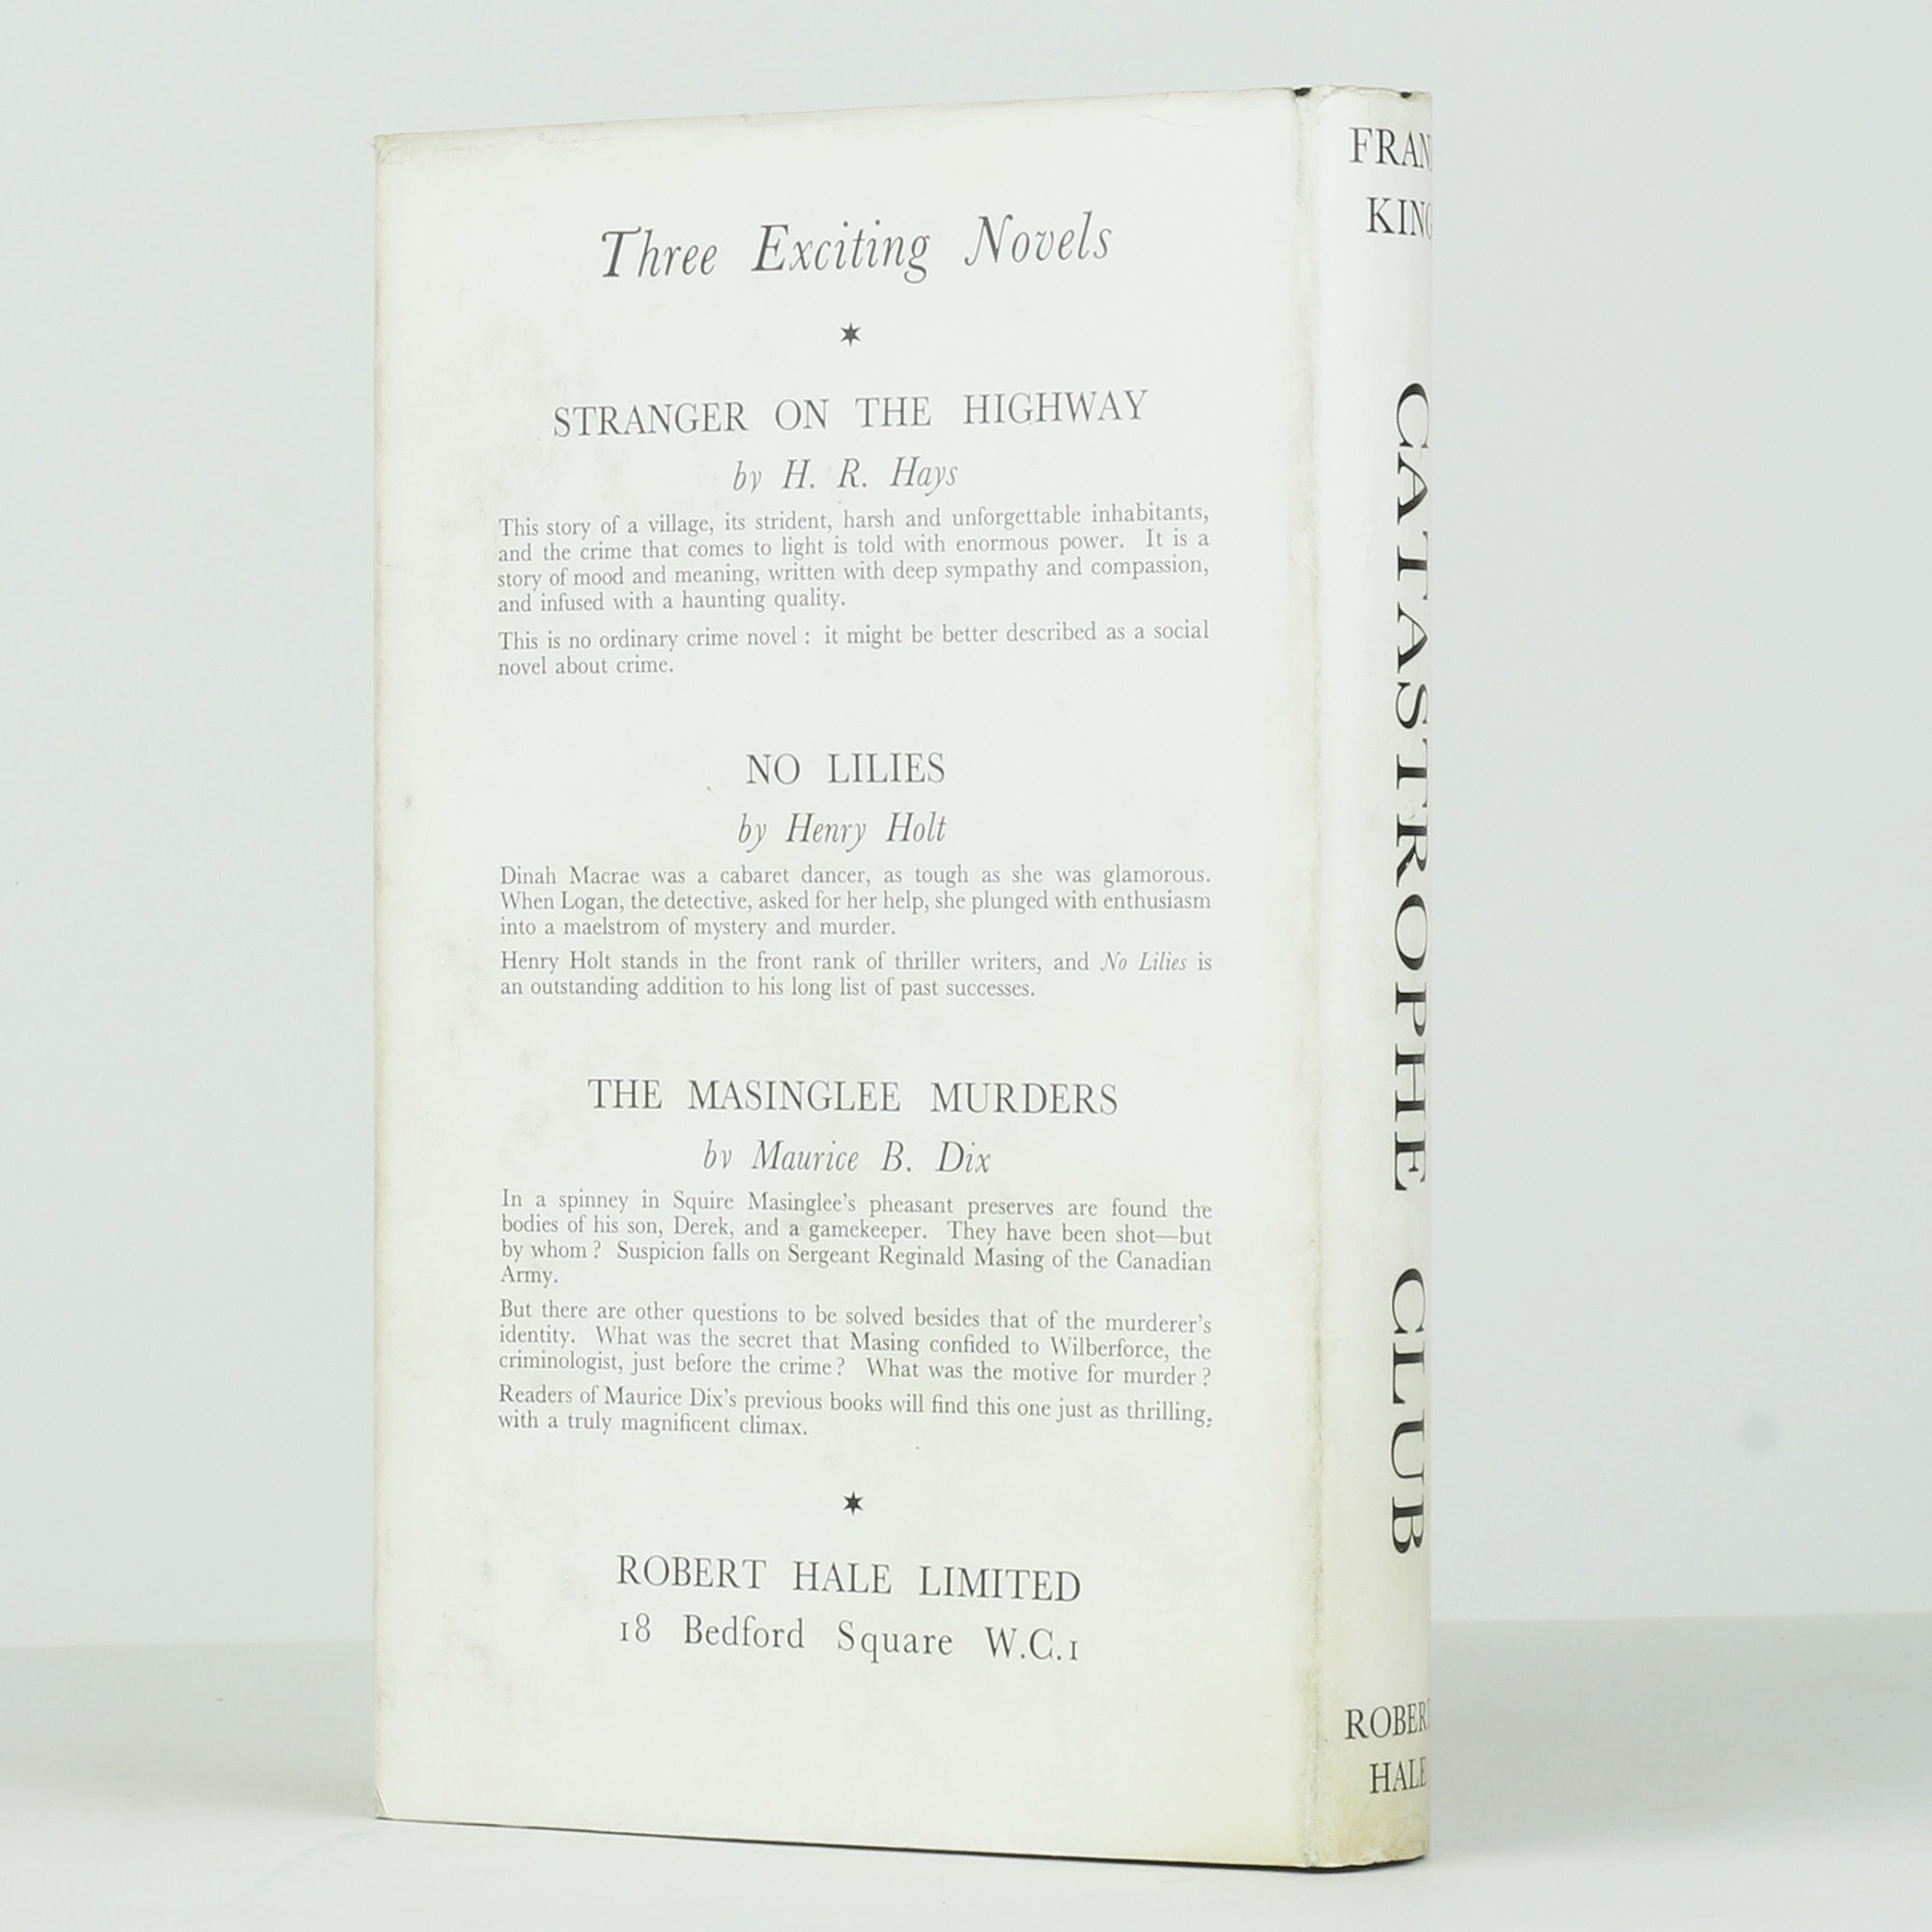 Three Exciting Novels
STRANGER ON THE HIGHWAY
by H. R. Hays
This story of a village, its strident, harsh and unforgettable inhabitants,
and the crime that comes to light is told with enormous power. It is a
story of mood and meaning, written with deep sympathy and compassion,
and infused with a haunting quality.
This is no ordinary crime novel : it might be better described as a social
novel about crime.
NO LILIES
by Henry Holt
Dinah Macrae was a cabaret dancer, as tough as she was glamorous.
When Logan, the detective, asked for her help, she plunged with enthusiasm
into a maelstrom of mystery and murder.
Henry Holt stands in the front rank of thriller writers, and No Lilies is
an outstanding addition to his long list of past successes.
THE MASINGLEE MURDERS
by Maurice B. Dix
In a spinney in Squire Masinglee's pheasant preserves are found the
bodies of his son, Derek, and a gamekeeper. They have been shot—but
by whom ? Suspicion falls on Sergeant Reginald Masing of the Canadian
Army.
But there are other questions to be solved besides that of the murderer's
identity. What was the secret that Masing confided to Wilberforce, the
criminologist, just before the crime ? What was the motive for murder ?
Readers of Maurice Dix's previous books will find this one just as thrilling,
with a truly magnificent climax.
ROBERT HALE LIMITED
18 Bedford Square W.C.1
FRAN
KING
CATASTROPHE CLUB
ROBERT
HALE